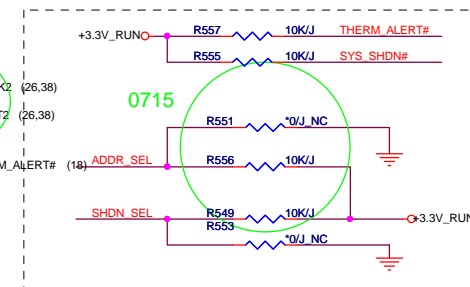 R557 10K/J THERM_ALERT#
+3.3V_RUN
R555 10K/J SYS_SHDN#
K2 (26,38)
0715
T2 (26,38)
R551 *0/J_NC
M_ALERT# (18) ADDR_SEL R556 10K/J
SHDN_SEL R549 10K/J +3.3V_RUN
R553 *0/J_NC